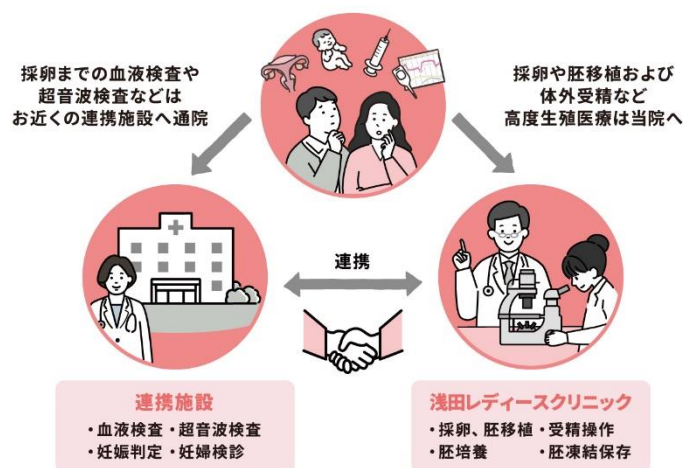 採卵までの血液検査や
超音波検査などは
お近くの連携施設へ通院
採卵や胚移植および
体外受精など
高度生殖医療は当院へ
連携
連携施設
・血液検査・超音波検査
・妊娠判定・妊婦検診
浅田レディースクリニック
・採卵、胚移植・受精操作
・胚培養 ・胚凍結保存